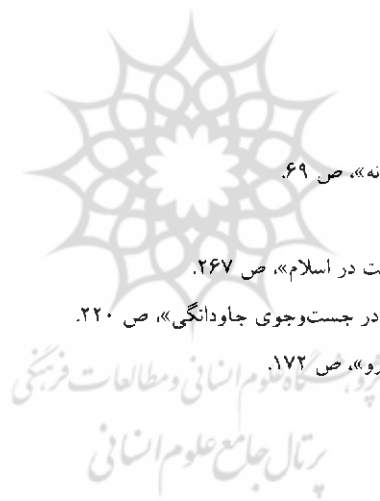 نه»، ص ۶۹.
ت در اسلام»، ص ۲۶۷.
در جست‌وجوی جاودانگی»، ص ۲۲۰.
رو»، ص ۱۷۲.
پژوهشگاه علوم انسانی و مطالعات فرهنگی
پرتال جامع علوم انسانی